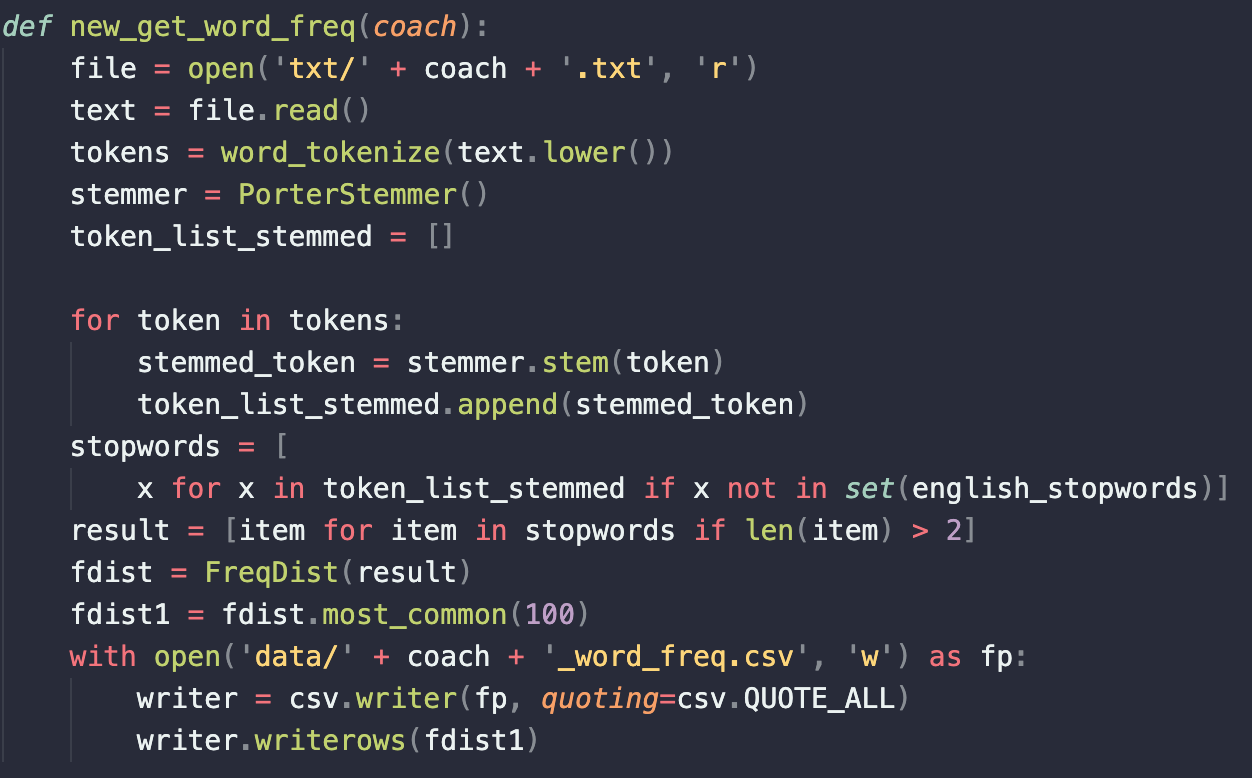 def new_get_word_freq(coach):
    file = open('txt/' + coach + '.txt', 'r')
    text = file.read()
    tokens = word_tokenize(text.lower())
    stemmer = PorterStemmer()
    token_list_stemmed = []

    for token in tokens:
        stemmed_token = stemmer.stem(token)
        token_list_stemmed.append(stemmed_token)
    stopwords = [
        x for x in token_list_stemmed if x not in set(english_stopwords)]
    result = [item for item in stopwords if len(item) > 2]
    fdist = FreqDist(result)
    fdist1 = fdist.most_common(100)
    with open('data/' + coach + '_word_freq.csv', 'w') as fp:
        writer = csv.writer(fp, quoting=csv.QUOTE_ALL)
        writer.writerows(fdist1)